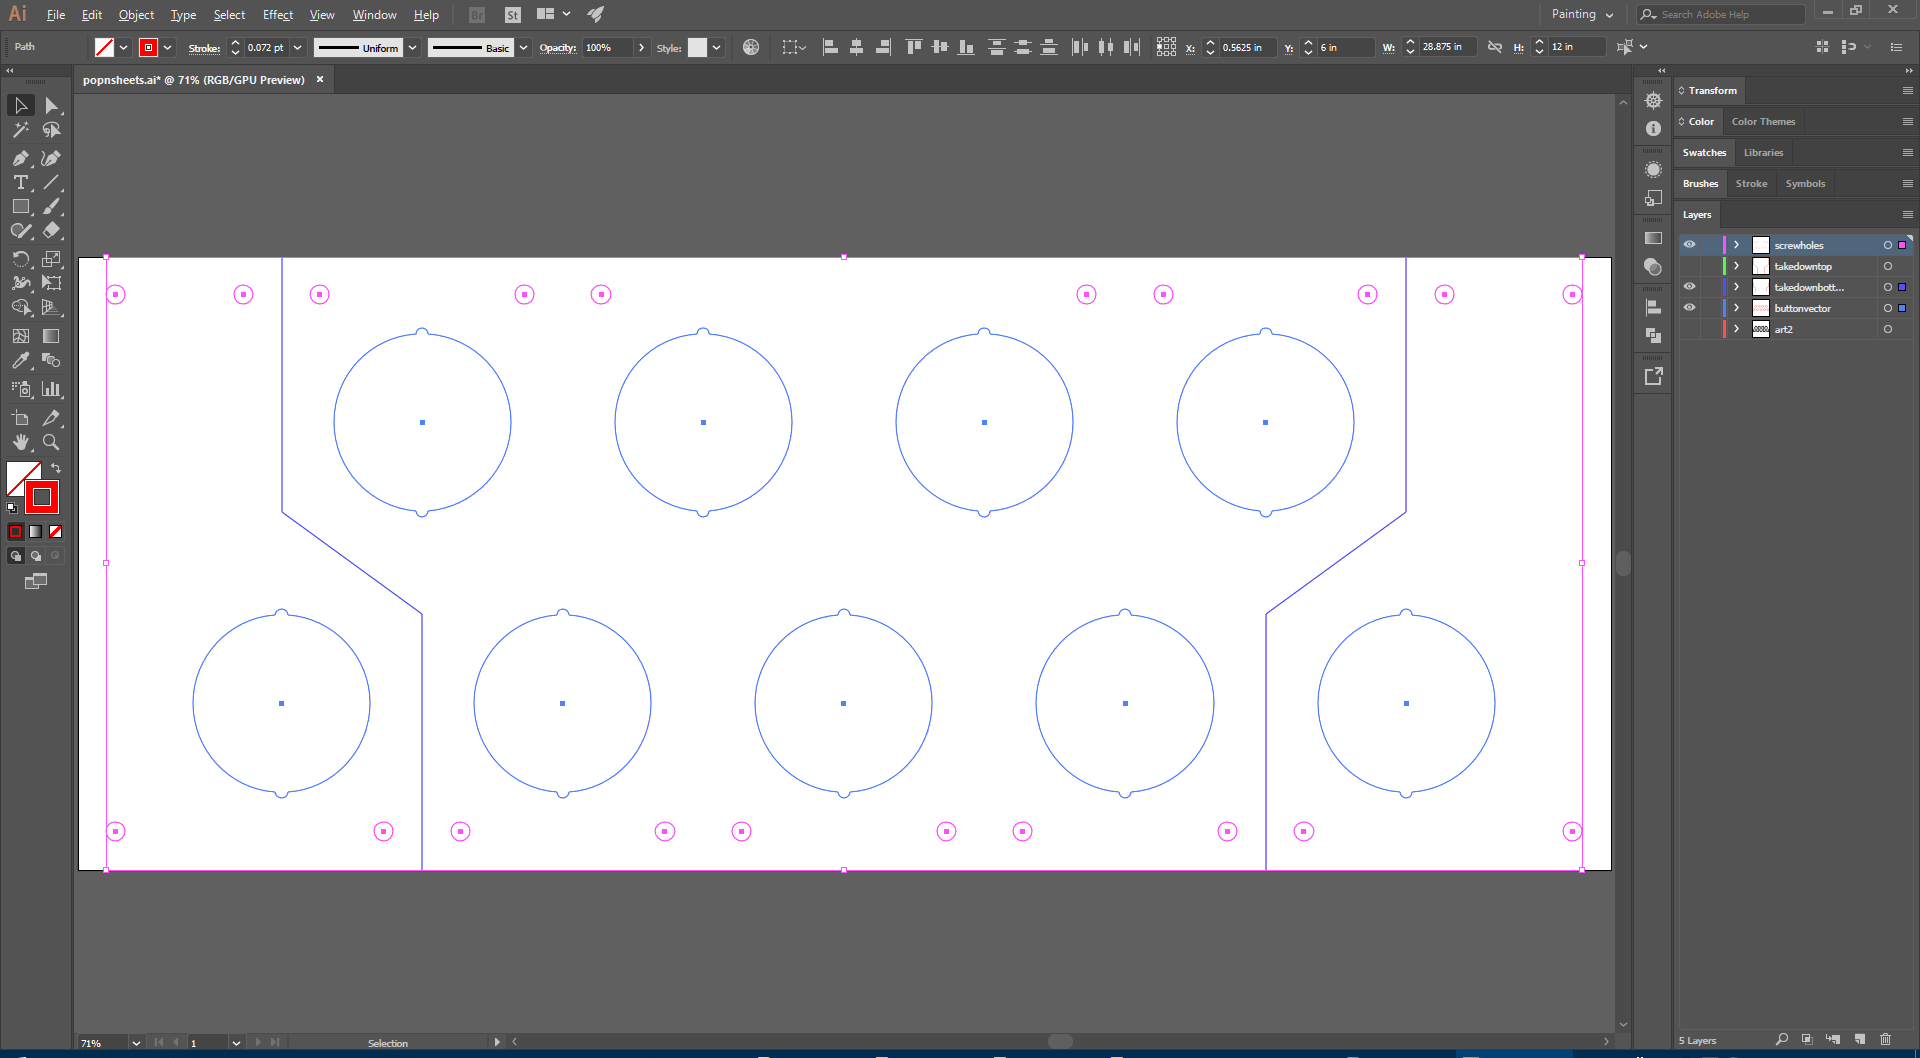 Ai File Edit Object Type Select Effect View Window Help Br St Painting Search Adobe Help
Path Stroke: 0.072 pt Uniform Basic Opacity: 100% Style: X: 0.5625 in Y: 6 in W: 28.875 in H: 12 in
popnsheets.ai* @ 71% (RGB/GPU Preview) ×
Transform
Color Color Themes
Swatches Libraries
Brushes Stroke Symbols
Layers
screwholes
takedowntop
takedownbott...
buttonvector
art2
71% 1 Selection 5 Layers